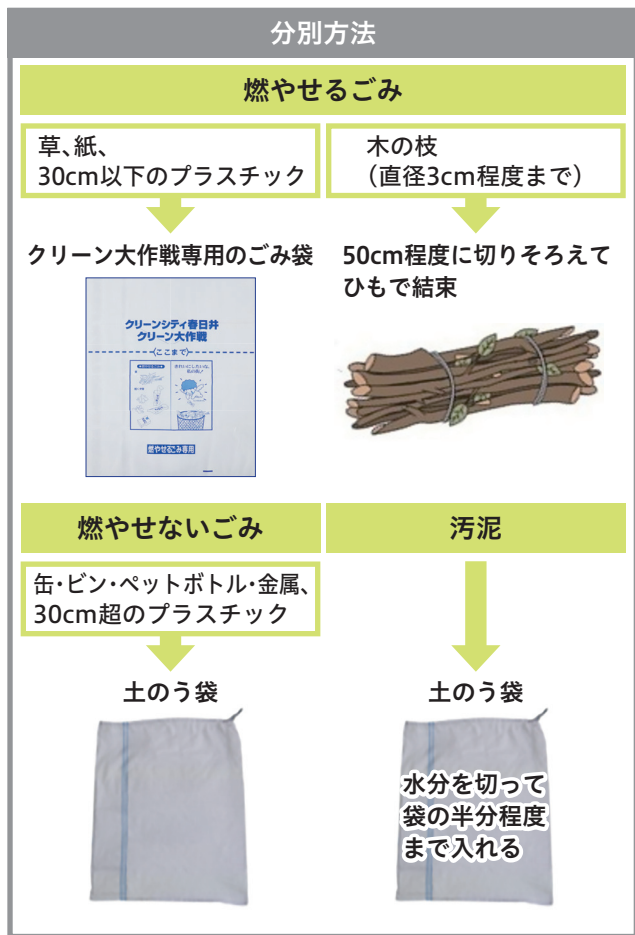 分別方法
燃やせるごみ
草、紙、
30cm以下のプラスチック
木の枝
(直径3cm程度まで)
クリーン大作戦専用のごみ袋
50cm程度に切りそろえて
ひもで結束
クリーンシティ春日井
クリーン大作戦
(ここまで)
燃やせるごみ専用
燃やせないごみ
汚泥
缶・ビン・ペットボトル・金属、
30cm超のプラスチック
土のう袋
土のう袋
水分を切って
袋の半分程度
まで入れる